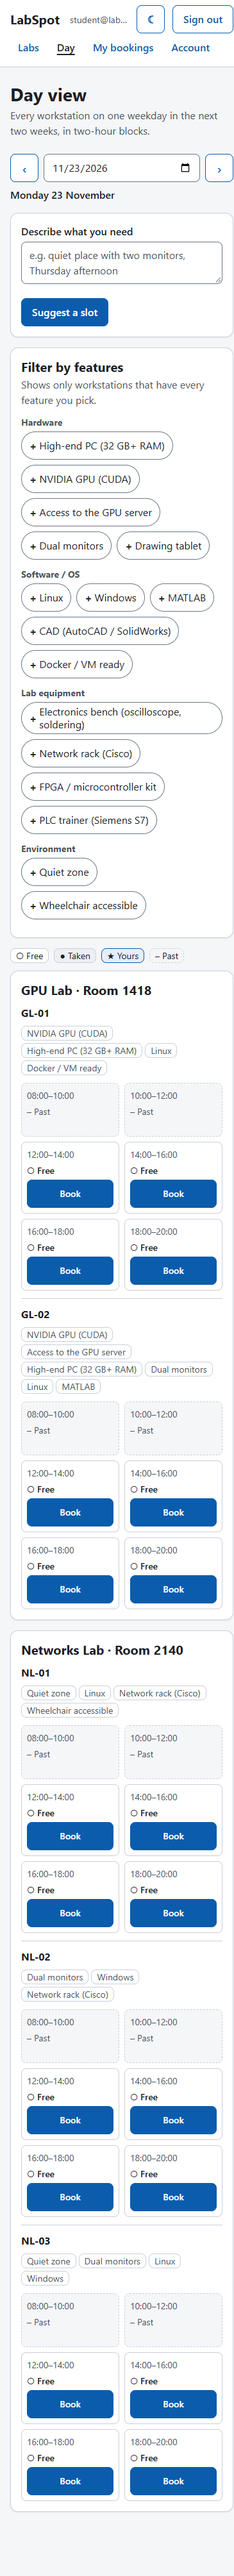 LabSpot student@lab... ☾ Sign out
Labs Day My bookings Account
Day view
Every workstation on one weekday in the next
two weeks, in two-hour blocks.
‹ 11/23/2026 ›
Monday 23 November
Describe what you need
e.g. quiet place with two monitors,
Thursday afternoon
Suggest a slot
Filter by features
Shows only workstations that have every
feature you pick.
Hardware
+ High-end PC (32 GB+ RAM)
+ NVIDIA GPU (CUDA)
+ Access to the GPU server
+ Dual monitors + Drawing tablet
Software / OS
+ Linux + Windows + MATLAB
+ CAD (AutoCAD / SolidWorks)
+ Docker / VM ready
Lab equipment
+ Electronics bench (oscilloscope,
soldering)
+ Network rack (Cisco)
+ FPGA / microcontroller kit
+ PLC trainer (Siemens S7)
Environment
+ Quiet zone
+ Wheelchair accessible
○ Free ● Taken ★ Yours – Past
GPU Lab · Room 1418
GL-01
NVIDIA GPU (CUDA)
High-end PC (32 GB+ RAM) Linux
Docker / VM ready
08:00–10:00 10:00–12:00
– Past – Past
12:00–14:00 14:00–16:00
○ Free ○ Free
Book Book
16:00–18:00 18:00–20:00
○ Free ○ Free
Book Book
GL-02
NVIDIA GPU (CUDA)
Access to the GPU server
High-end PC (32 GB+ RAM) Dual monitors
Linux MATLAB
08:00–10:00 10:00–12:00
– Past – Past
12:00–14:00 14:00–16:00
○ Free ○ Free
Book Book
16:00–18:00 18:00–20:00
○ Free ○ Free
Book Book
Networks Lab · Room 2140
NL-01
Quiet zone Linux Network rack (Cisco)
Wheelchair accessible
08:00–10:00 10:00–12:00
– Past – Past
12:00–14:00 14:00–16:00
○ Free ○ Free
Book Book
16:00–18:00 18:00–20:00
○ Free ○ Free
Book Book
NL-02
Dual monitors Windows
Network rack (Cisco)
08:00–10:00 10:00–12:00
– Past – Past
12:00–14:00 14:00–16:00
○ Free ○ Free
Book Book
16:00–18:00 18:00–20:00
○ Free ○ Free
Book Book
NL-03
Quiet zone Dual monitors Linux
Windows
08:00–10:00 10:00–12:00
– Past – Past
12:00–14:00 14:00–16:00
○ Free ○ Free
Book Book
16:00–18:00 18:00–20:00
○ Free ○ Free
Book Book